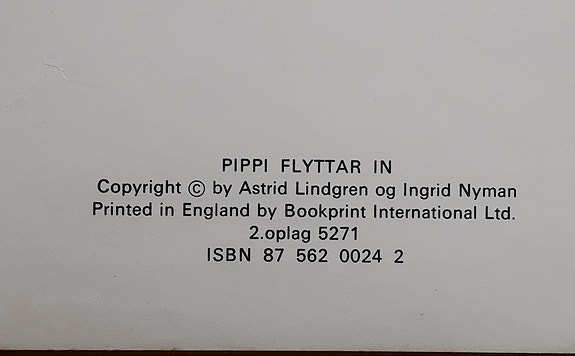 PIPPI FLYTTAR IN
Copyright © by Astrid Lindgren og Ingrid Nyman
Printed in England by Bookprint International Ltd.
2.oplag 5271
ISBN 87 562 0024 2